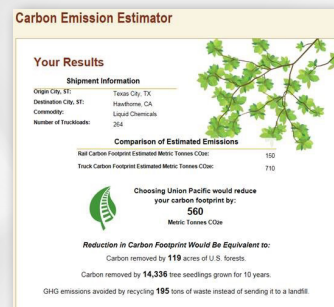 Carbon Emission Estimator
Your Results
Shipment Information
Origin City, ST: Texas City, TX
Destination City, ST: Hawthorne, CA
Commodity: Liquid Chemicals
Number of Truckloads: 264
Comparison of Estimated Emissions
Rail Carbon Footprint Estimated Metric Tonnes CO2e: 150
Truck Carbon Footprint Estimated Metric Tonnes CO2e: 710
Choosing Union Pacific would reduce
your carbon footprint by:
560
Metric Tonnes CO2e
Reduction in Carbon Footprint Would Be Equivalent to:
Carbon removed by 119 acres of U.S. forests.
Carbon removed by 14,336 tree seedlings grown for 10 years.
GHG emissions avoided by recycling 195 tons of waste instead of sending it to a landfill.